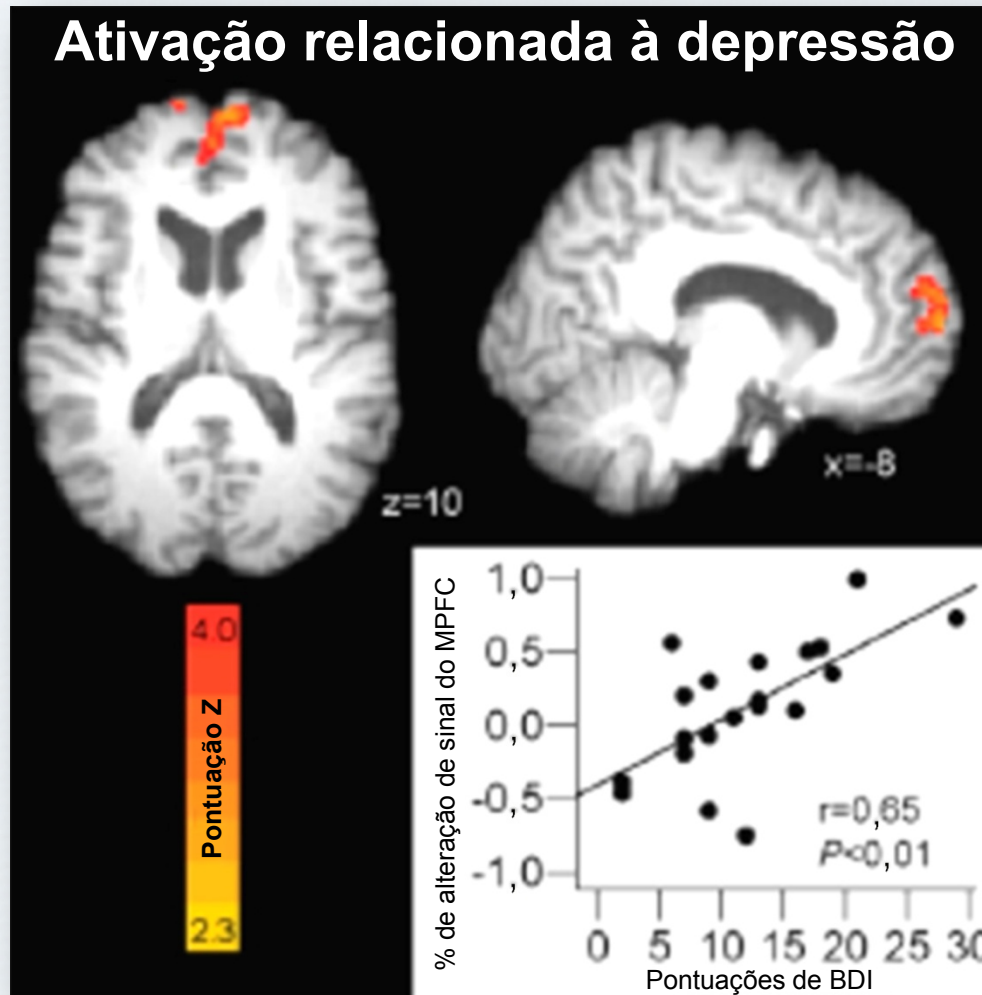 Ativação relacionada à depressão
z=10
x=-8
4.0
Pontuação Z
2.3
% de alteração de sinal do MPFC
1,0
0,5
0,0
-0,5
-1,0
r=0,65
P<0,01
0 5 10 15 20 25 30
Pontuações de BDI